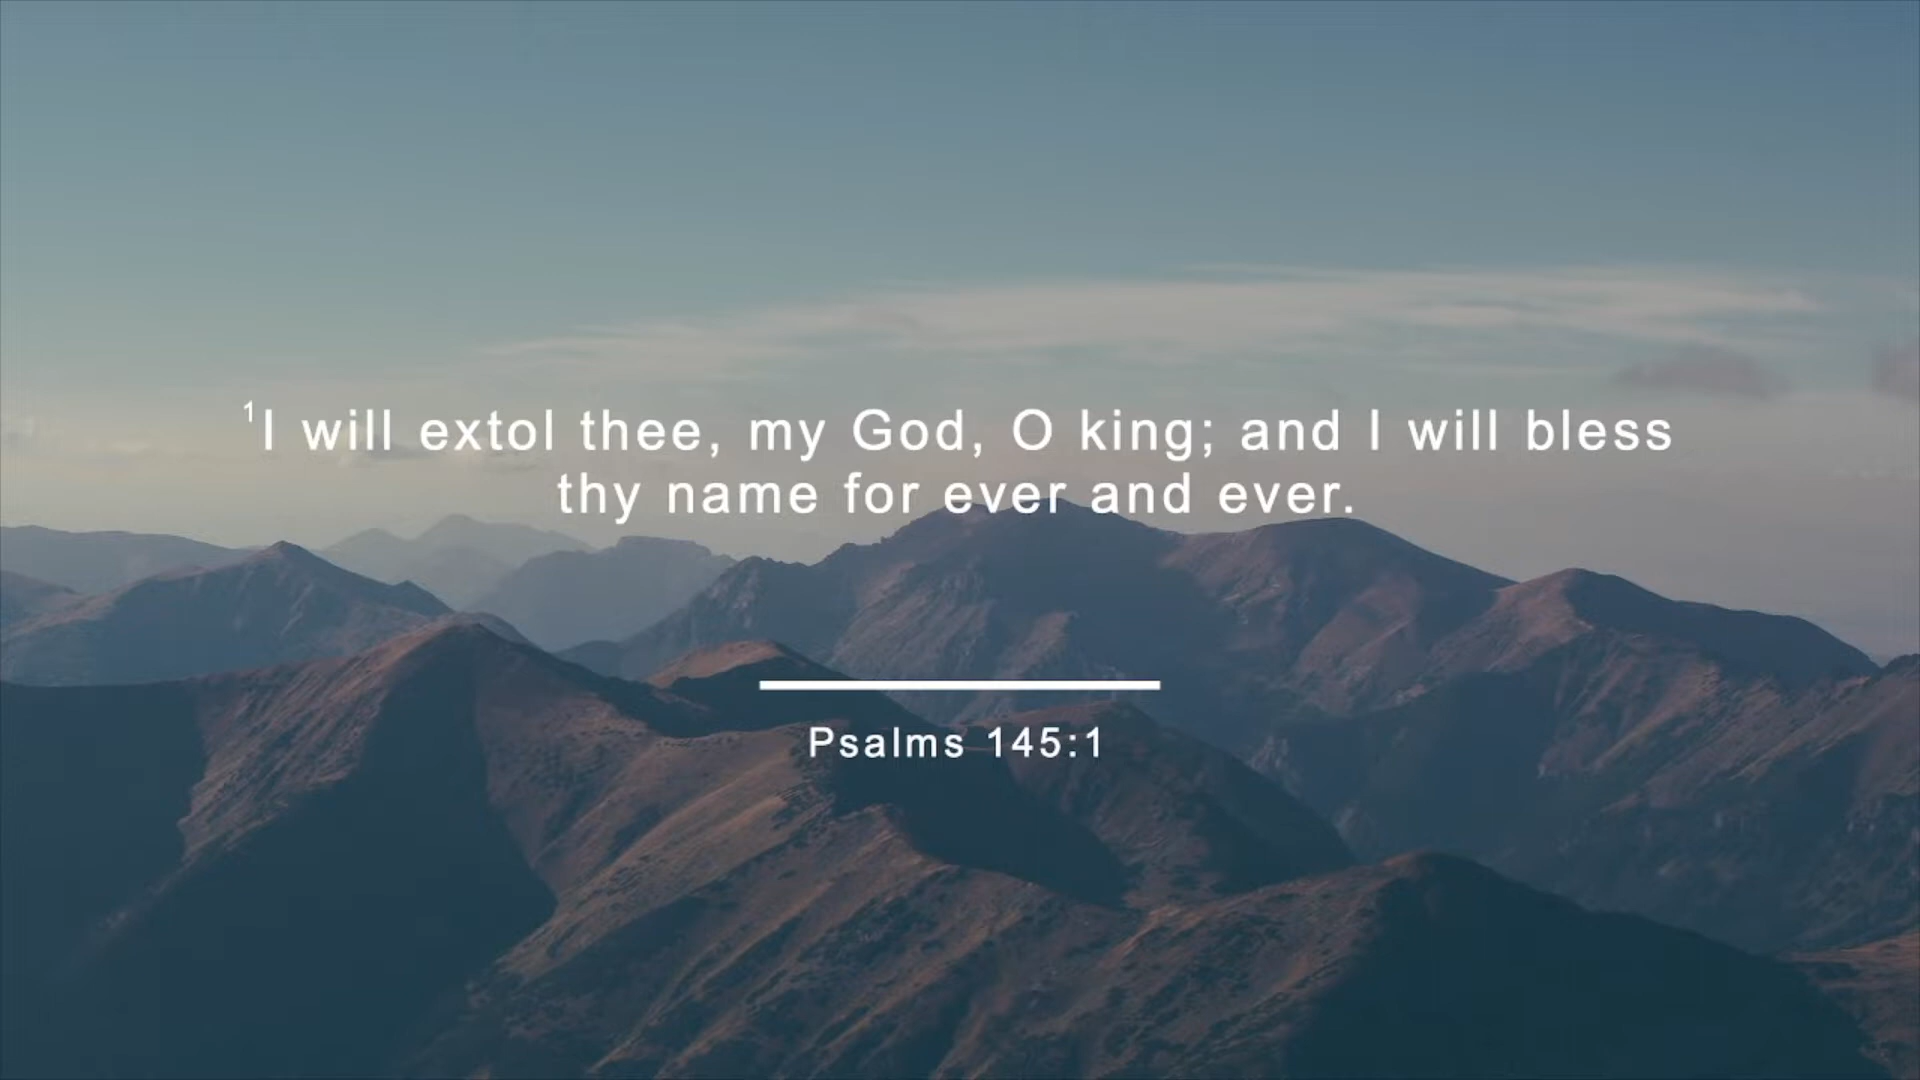 ¹I will extol thee, my God, O king; and I will bless
thy name for ever and ever.
Psalms 145:1